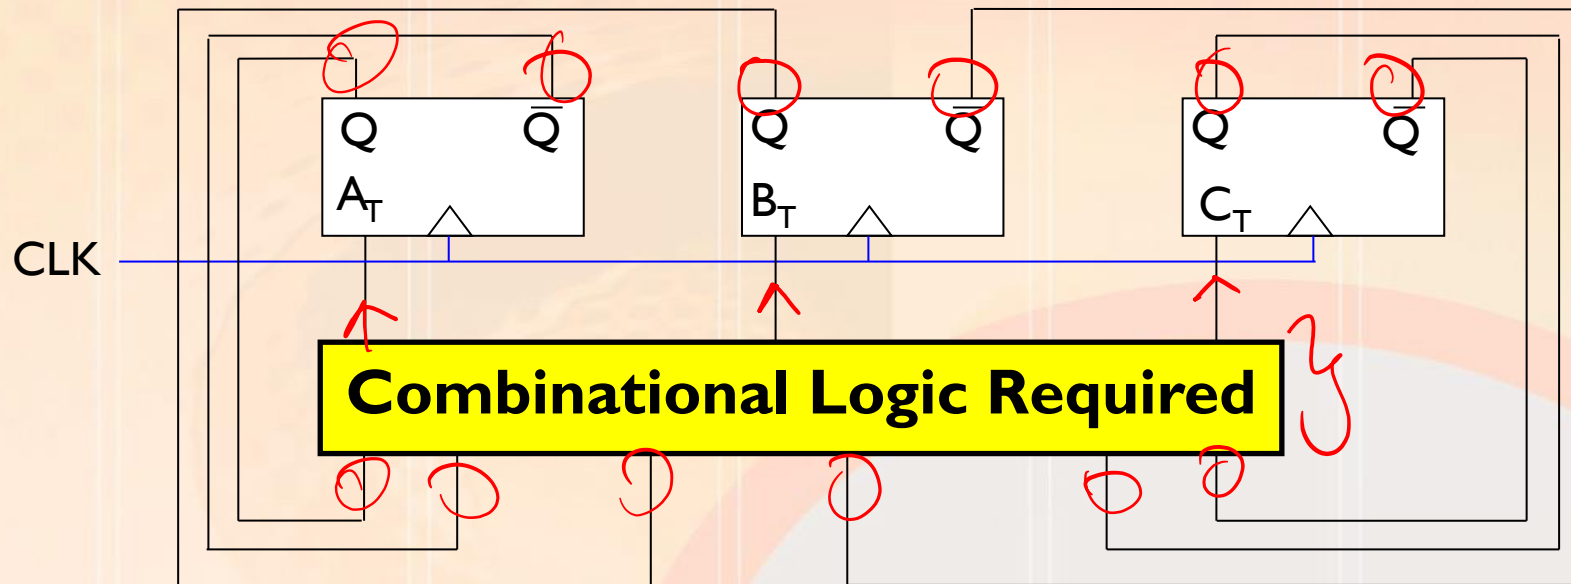 Q Q̅ Q Q̅ Q Q̅
A_T B_T C_T
CLK
Combinational Logic Required